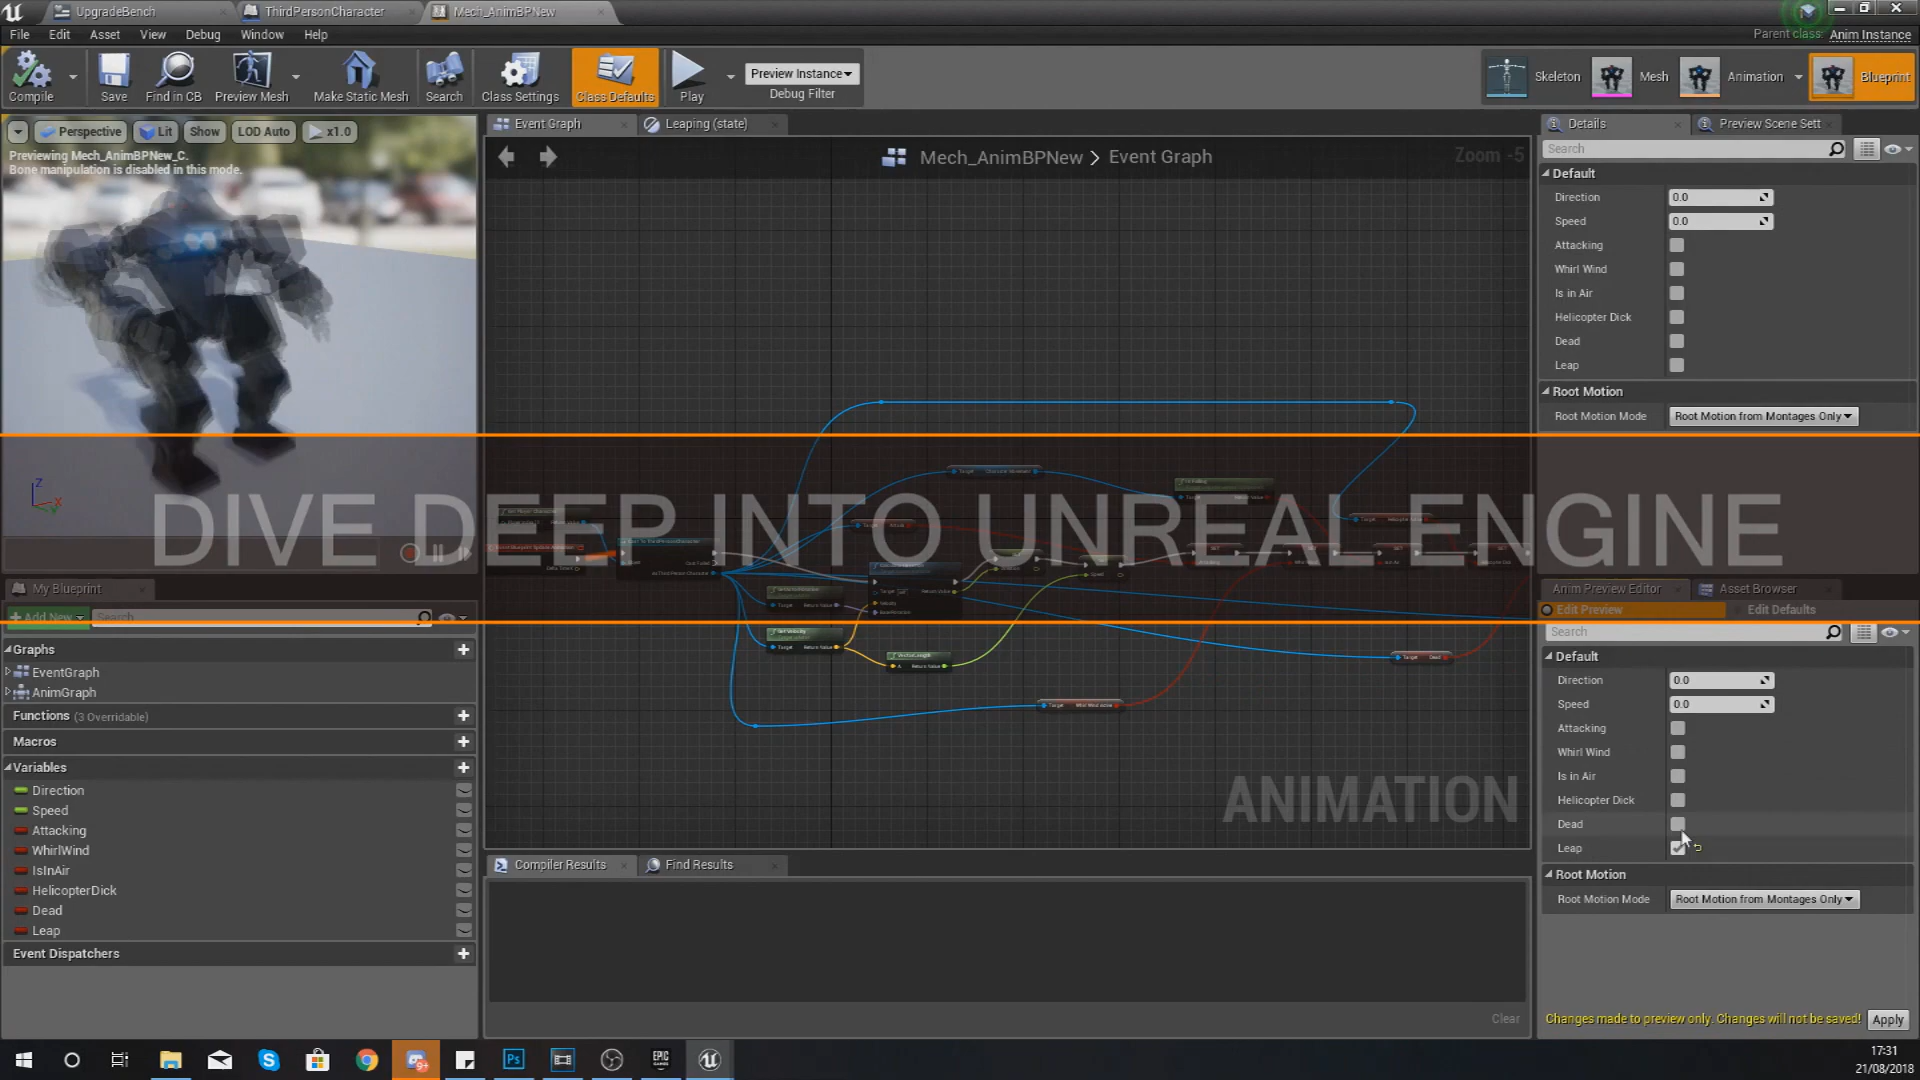 UpgradeBench
ThirdPersonCharacter
Mech_AnimBPNew
File Edit Asset View Debug Window Help
Parent class: Anim Instance
Compile
Save
Find in CB
Preview Mesh
Make Static Mesh
Search
Class Settings
Class Defaults
Play
Preview Instance
Debug Filter
Skeleton
Mesh
Animation
Blueprint
Perspective
Lit
Show
LOD Auto
x1.0
Previewing Mech_AnimBPNew_C.
Bone manipulation is disabled in this mode.
Event Graph
Leaping (state)
Mech_AnimBPNew > Event Graph
Zoom -5
DIVE DEEP INTO UNREAL ENGINE
ANIMATION
Details
Preview Scene Sett
Search
Default
Direction 0.0
Speed 0.0
Attacking
Whirl Wind
Is in Air
Helicopter Dick
Dead
Leap
Root Motion
Root Motion Mode Root Motion from Montages Only
My Blueprint
Add New
Search
Graphs
EventGraph
AnimGraph
Functions (3 Overridable)
Macros
Variables
Direction
Speed
Attacking
WhirlWind
IsInAir
HelicopterDick
Dead
Leap
Event Dispatchers
Compiler Results
Find Results
Clear
Anim Preview Editor
Asset Browser
Edit Preview
Edit Defaults
Search
Default
Direction 0.0
Speed 0.0
Attacking
Whirl Wind
Is in Air
Helicopter Dick
Dead
Leap
Root Motion
Root Motion Mode Root Motion from Montages Only
Changes made to preview only. Changes will not be saved!
Apply
17:31
21/08/2018